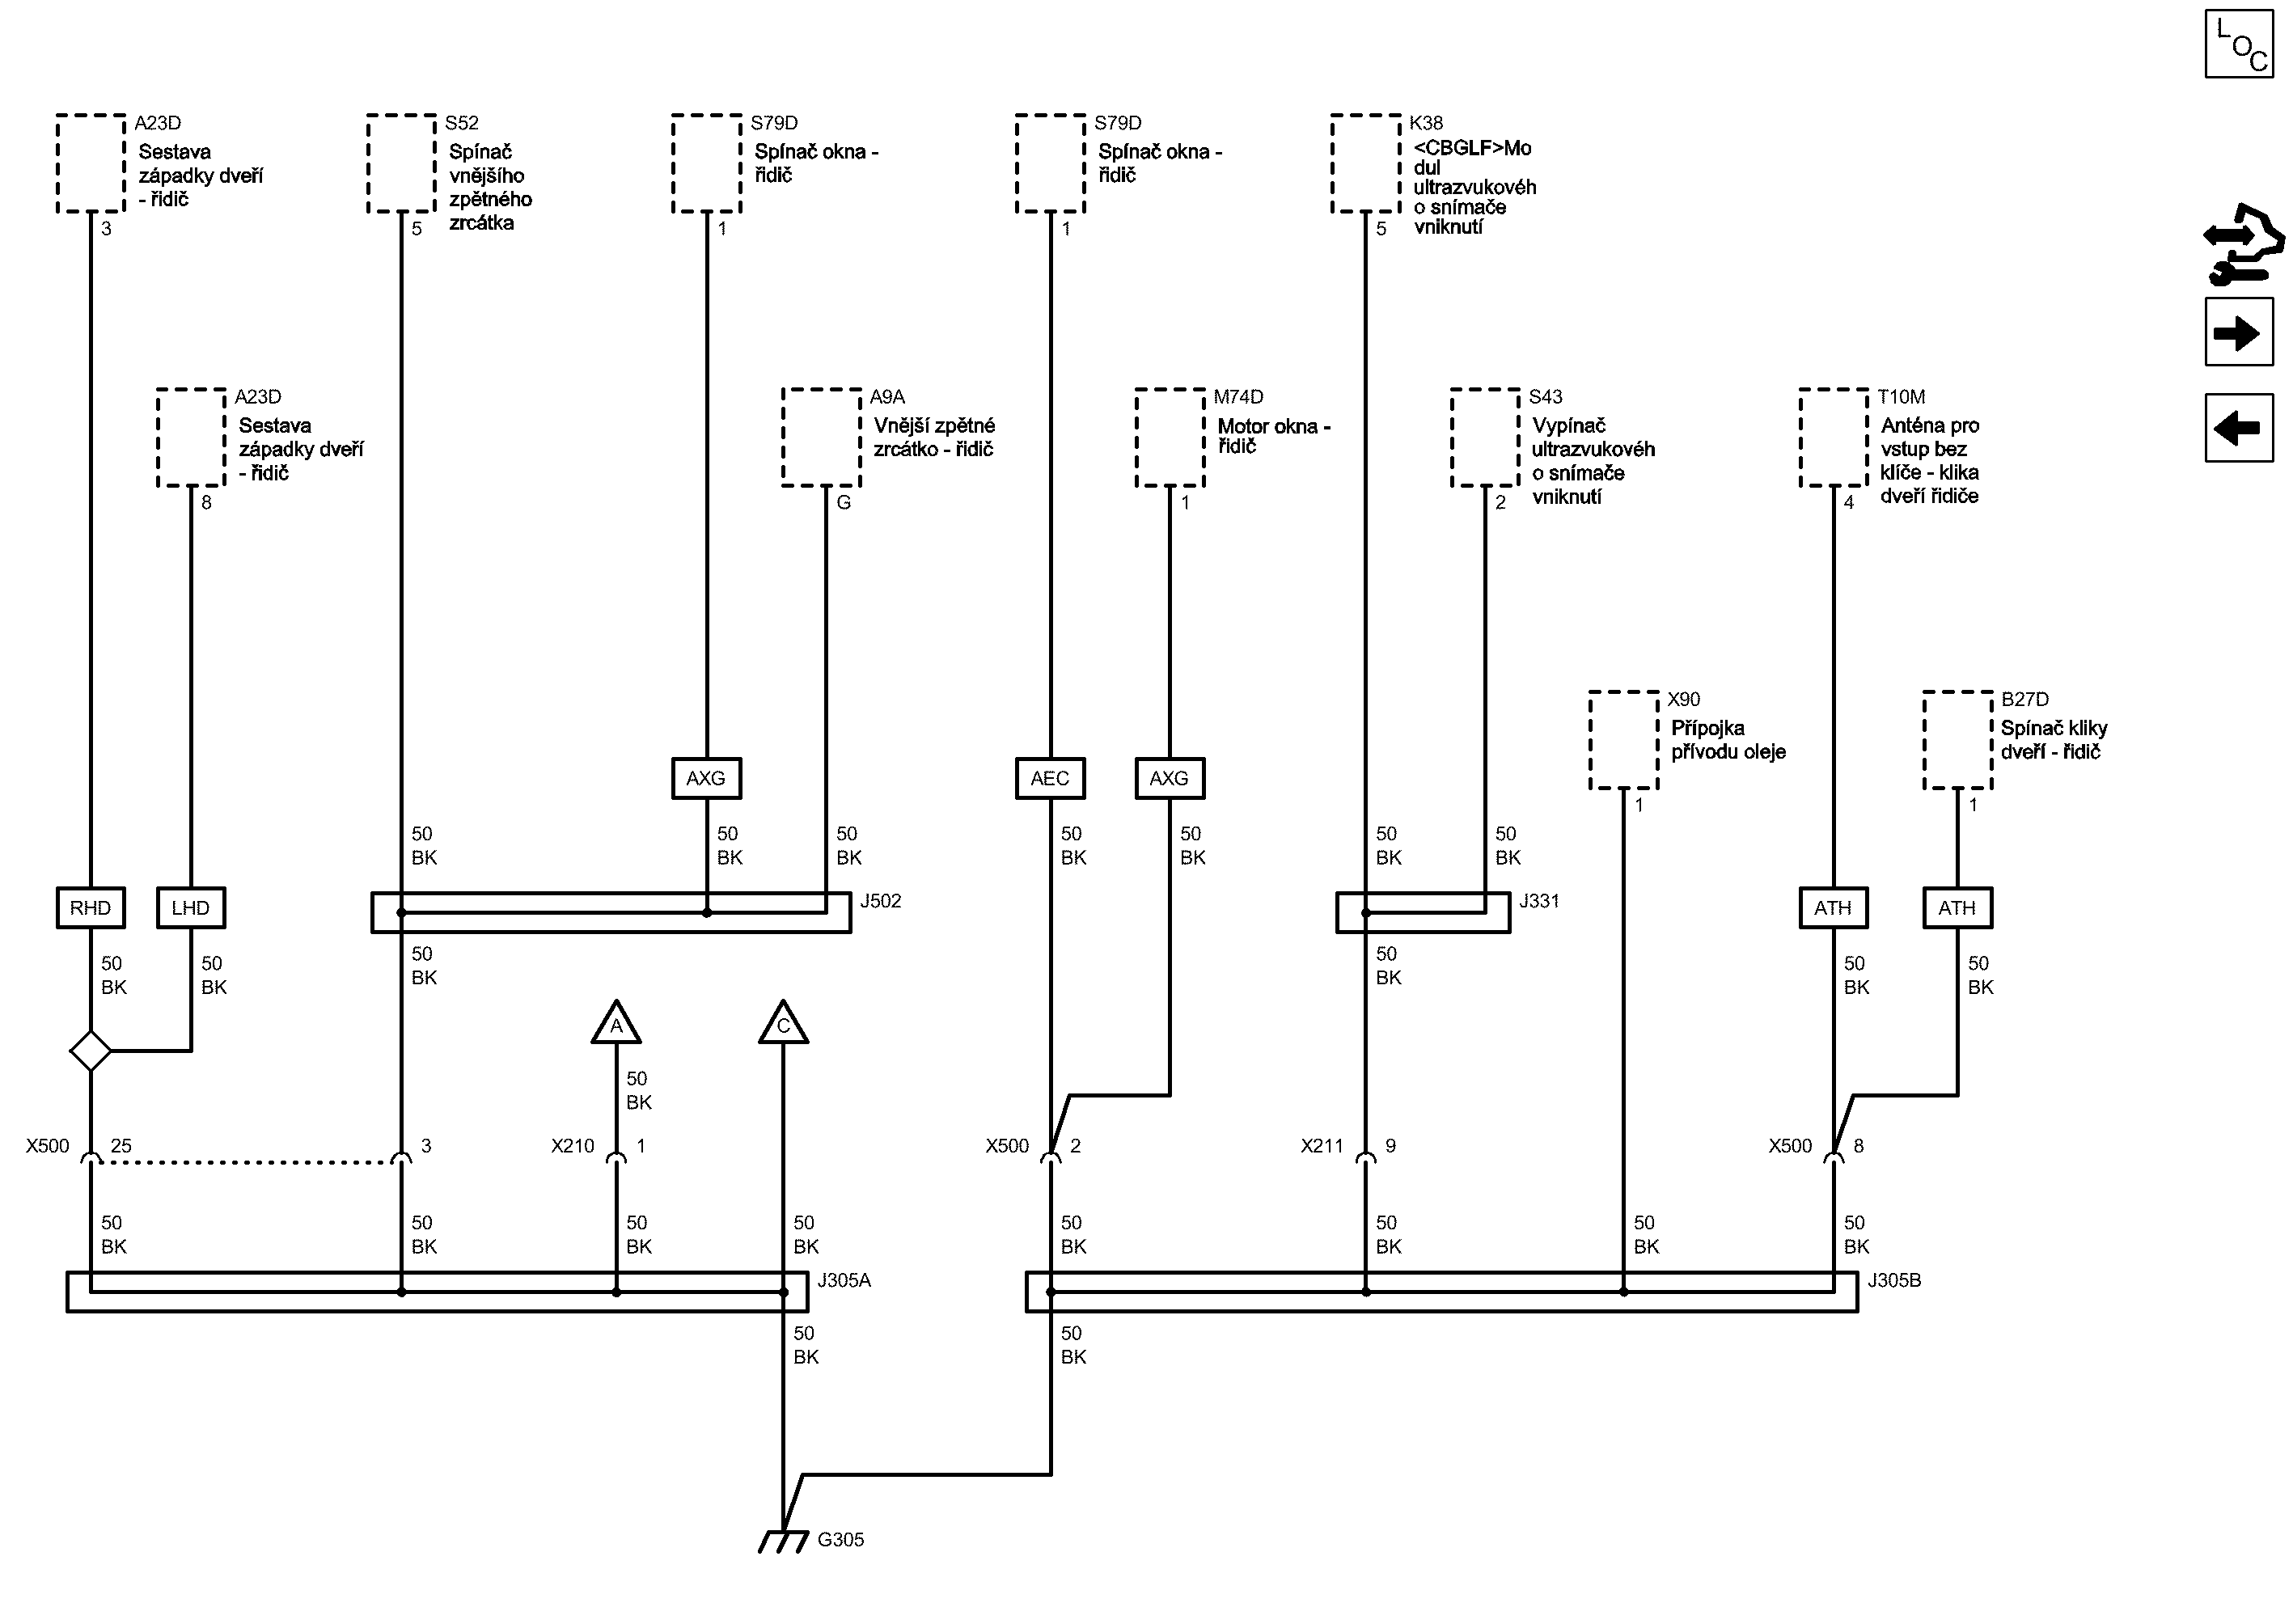 LOC
A23D
Sestava
západky dveří
- řidič
3
S52
Spínač
vnějšího
zpětného
zrcátka
5
S79D
Spínač okna -
řidič
1
S79D
Spínač okna -
řidič
1
K38
<CBGLF>Mo
dul
ultrazvukovéh
o snímače
vniknutí
5
A23D
Sestava
západky dveří
- řidič
8
A9A
Vnější zpětné
zrcátko - řidič
G
M74D
Motor okna -
řidič
1
S43
Vypínač
ultrazvukovéh
o snímače
vniknutí
2
T10M
Anténa pro
vstup bez
klíče - klika
dveří řidiče
4
X90
Přípojka
přívodu oleje
1
B27D
Spínač kliky
dveří - řidič
1
AXG
AEC
AXG
50
BK
50
BK
50
BK
50
BK
50
BK
50
BK
50
BK
RHD
LHD
J502
J331
ATH
ATH
50
BK
50
BK
50
BK
50
BK
50
BK
50
BK
A
C
50
BK
X500
25
3
X210
1
X500
2
X211
9
X500
8
50
BK
50
BK
50
BK
50
BK
50
BK
50
BK
50
BK
50
BK
J305A
J305B
50
BK
50
BK
G305